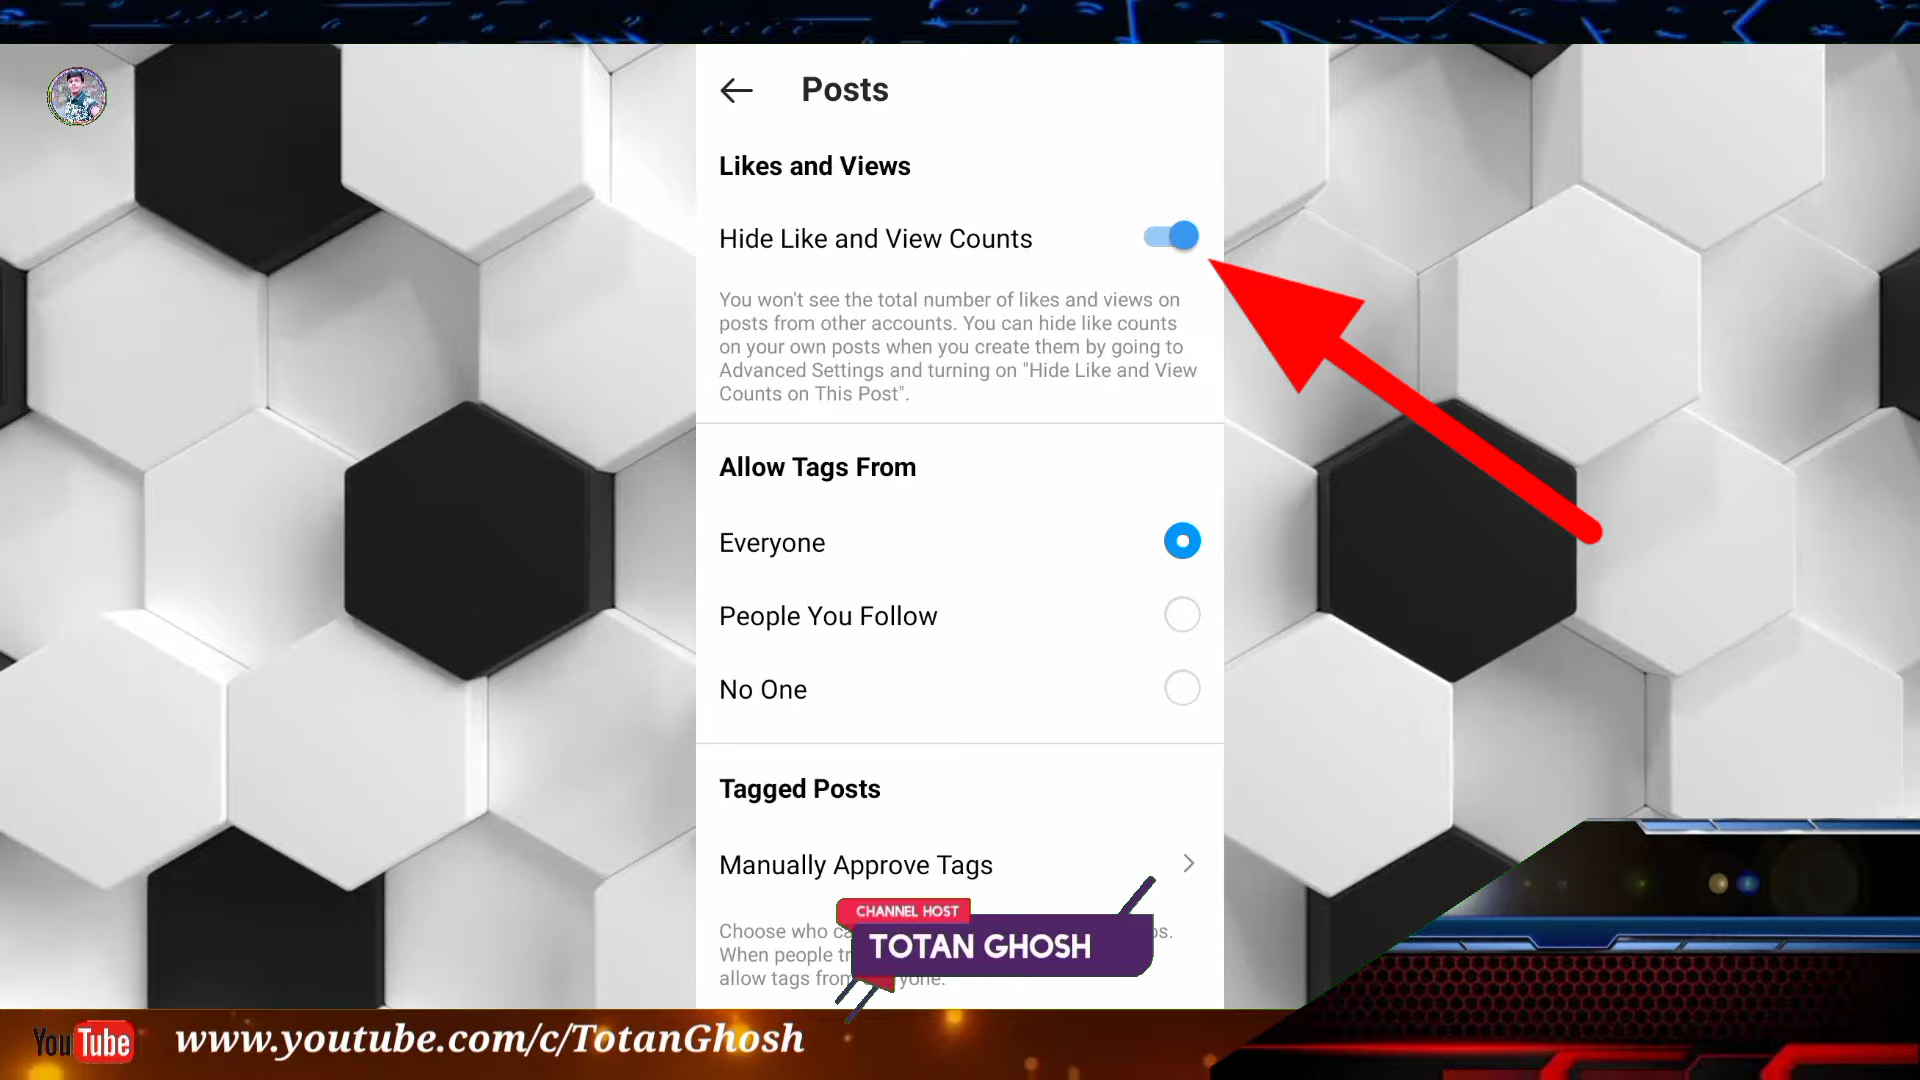 Posts
Likes and Views
Hide Like and View Counts
You won't see the total number of likes and views on
posts from other accounts. You can hide like counts
on your own posts when you create them by going to
Advanced Settings and turning on "Hide Like and View
Counts on This Post".
Allow Tags From
Everyone
People You Follow
No One
Tagged Posts
Manually Approve Tags
Choose who
When people
allow tags
CHANNEL HOST
TOTAN GHOSH
YouTube www.youtube.com/c/TotanGhosh